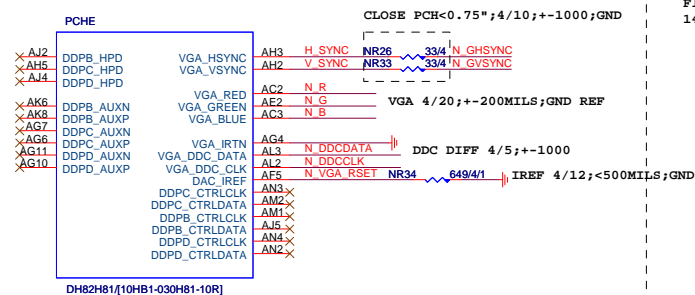 CLOSE PCH<0.75";4/10;+-1000;GND
FI
14
PCHE
AJ2 DDPB_HPD VGA_HSYNC AH3 H_SYNC NR26 33/4 N_GHSYNC
AH5 DDPC_HPD VGA_VSYNC AH2 V_SYNC NR33 33/4 N_GVSYNC
AJ4 DDPD_HPD
VGA_RED AC2 N_R
AK6 DDPB_AUXN VGA_GREEN AE2 N_G VGA 4/20;+-200MILS;GND REF
AK8 DDPB_AUXP VGA_BLUE AC3 N_B
AG7 DDPC_AUXN
AG6 DDPC_AUXP VGA_IRTN AG4
AG11 DDPD_AUXN VGA_DDC_DATA AL3 N_DDCDATA DDC DIFF 4/5;+-1000
AG10 DDPD_AUXP VGA_DDC_CLK AL2 N_DDCCLK
DAC_IREF AF5 N_VGA_RSET NR34 649/4/1 IREF 4/12;<500MILS;GND
DDPC_CTRLCLK AN3
DDPC_CTRLDATA AM2
DDPB_CTRLCLK AM1
DDPB_CTRLDATA AJ5
DDPD_CTRLCLK AN4
DDPD_CTRLDATA AN2
DH82H81/[10HB1-030H81-10R]